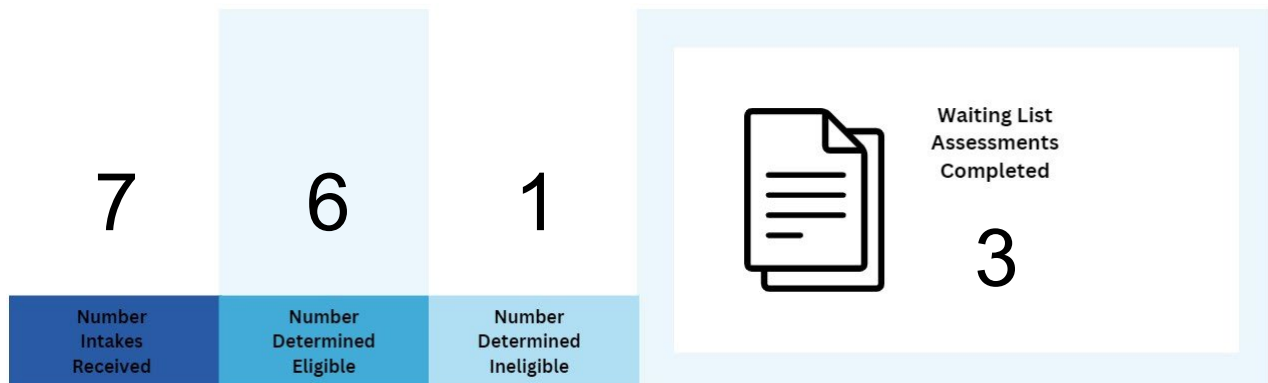 7
Number
Intakes
Received
6
Number
Determined
Eligible
1
Number
Determined
Ineligible
Waiting List
Assessments
Completed
3